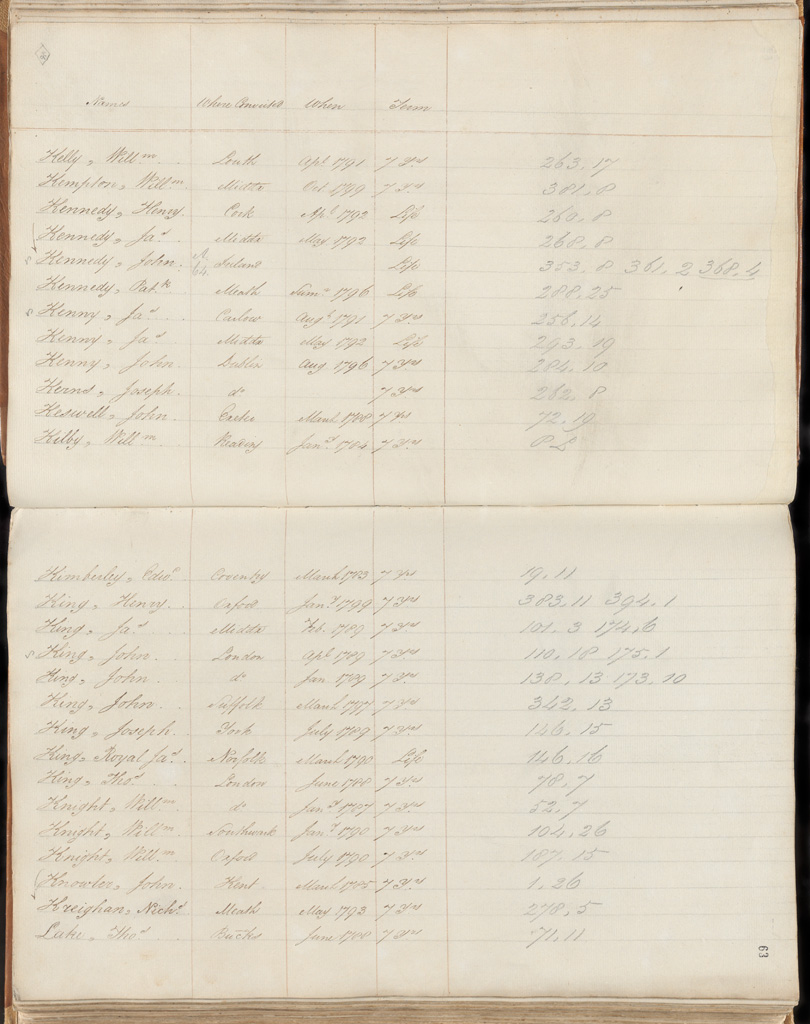 Names Where Convicted When Term
Kelly, Willm Louth Apl 1791 7 Yrs 263.17
Kempton, Willm Middx Oct 1799 7 Yrs 381.8
Kennedy, Henry Cork Apl 1792 Life 260.8
Kennedy, Jas Middx May 1792 Life 268.8
Kennedy, John Ireland Life 353.8 361.2 368.4
Kennedy, Patk Meath Sumr 1796 Life 288.25
Kenny, Jas Carlow Augt 1791 7 Yrs 256.14
Kenny, Jas Middx May 1792 Life 293.19
Kenny, John Dublin Aug 1796 7 Yrs 284.10
Kernes, Joseph do 7 Yrs 262.8
Keswell, John Exeter March 1788 7 Yrs 72.19
Kilby, Willm Reading Jany 1784 7 Yrs P L
Kimberley, Edwd Coventry March 1783 7 Yrs 19.11
King, Henry Oxford Jany 1799 7 Yrs 383.11 394.1
King, Jas Middx Feb. 1789 7 Yrs 101.3 174.6
King, John London Apl 1789 7 Yrs 110.18 175.1
King, John do Jan 1789 7 Yrs 138.13 173.10
King, John Suffolk March 1797 7 Yrs 342.13
King, Joseph York July 1789 7 Yrs 146.15
King, Royal Jas Norfolk March 1790 Life 146.16
King, Thos London June 1788 7 Yrs 78.7
Knight, Willm do Jany 1787 7 Yrs 52.7
Knight, Willm Southwark Jany 1790 7 Yrs 104.26
Knight, Willm Oxford July 1790 7 Yrs 187.15
Knowler, John Kent March 1785 7 Yrs 1.26
Kreighan, Nichs Meath May 1793 7 Yrs 278.5
Lake, Thos Bucks June 1788 7 Yrs 71.11
63